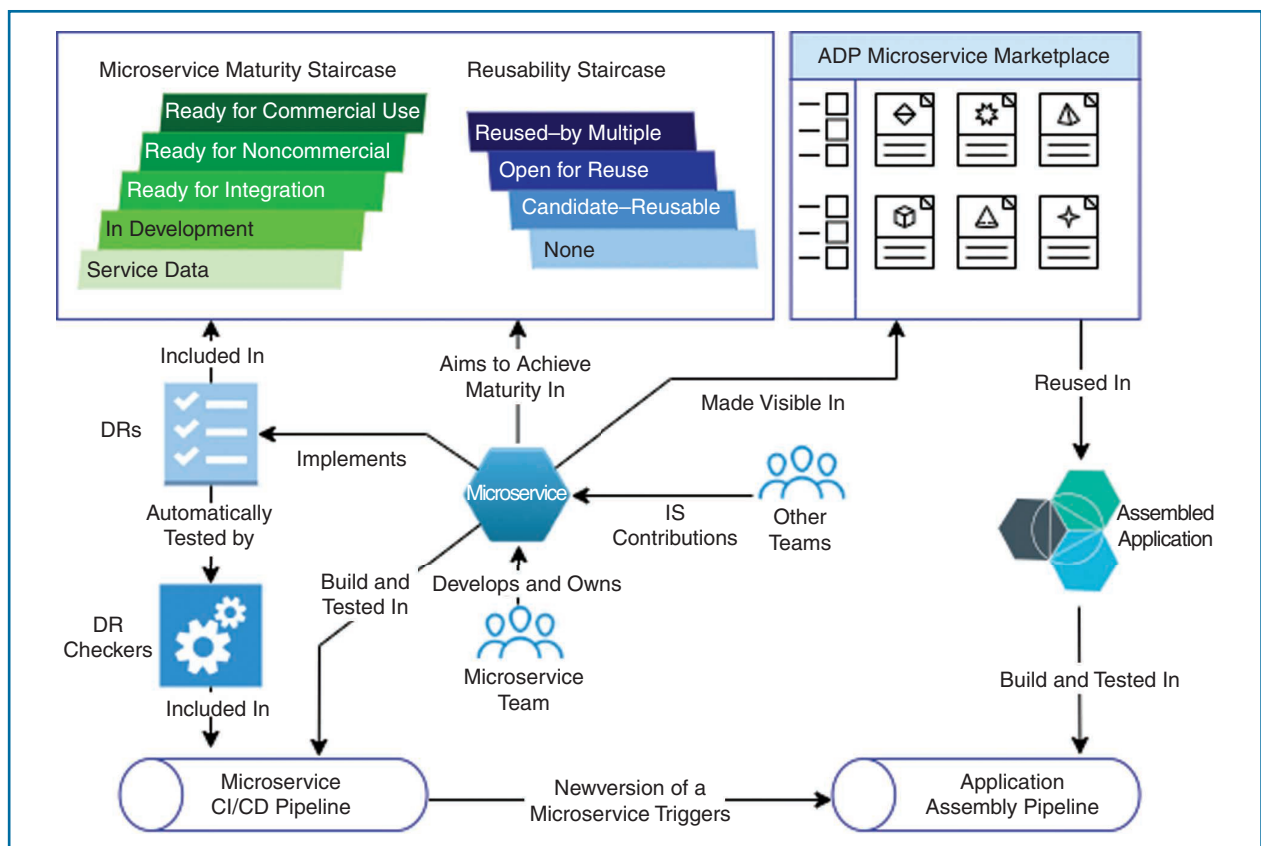 Microservice Maturity Staircase
Ready for Commercial Use
Ready for Noncommercial
Ready for Integration
In Development
Service Data
Reusability Staircase
Reused–by Multiple
Open for Reuse
Candidate–Reusable
None
ADP Microservice Marketplace
Included In
Aims to Achieve
Maturity In
Made Visible In
Reused In
DRs
Implements
Microservice
IS
Contributions
Other
Teams
Assembled
Application
Automatically
Tested by
Build and
Tested In
Develops and Owns
DR
Checkers
Microservice
Team
Build and Tested In
Included In
Microservice
CI/CD Pipeline
Newversion of a
Microservice Triggers
Application
Assembly Pipeline